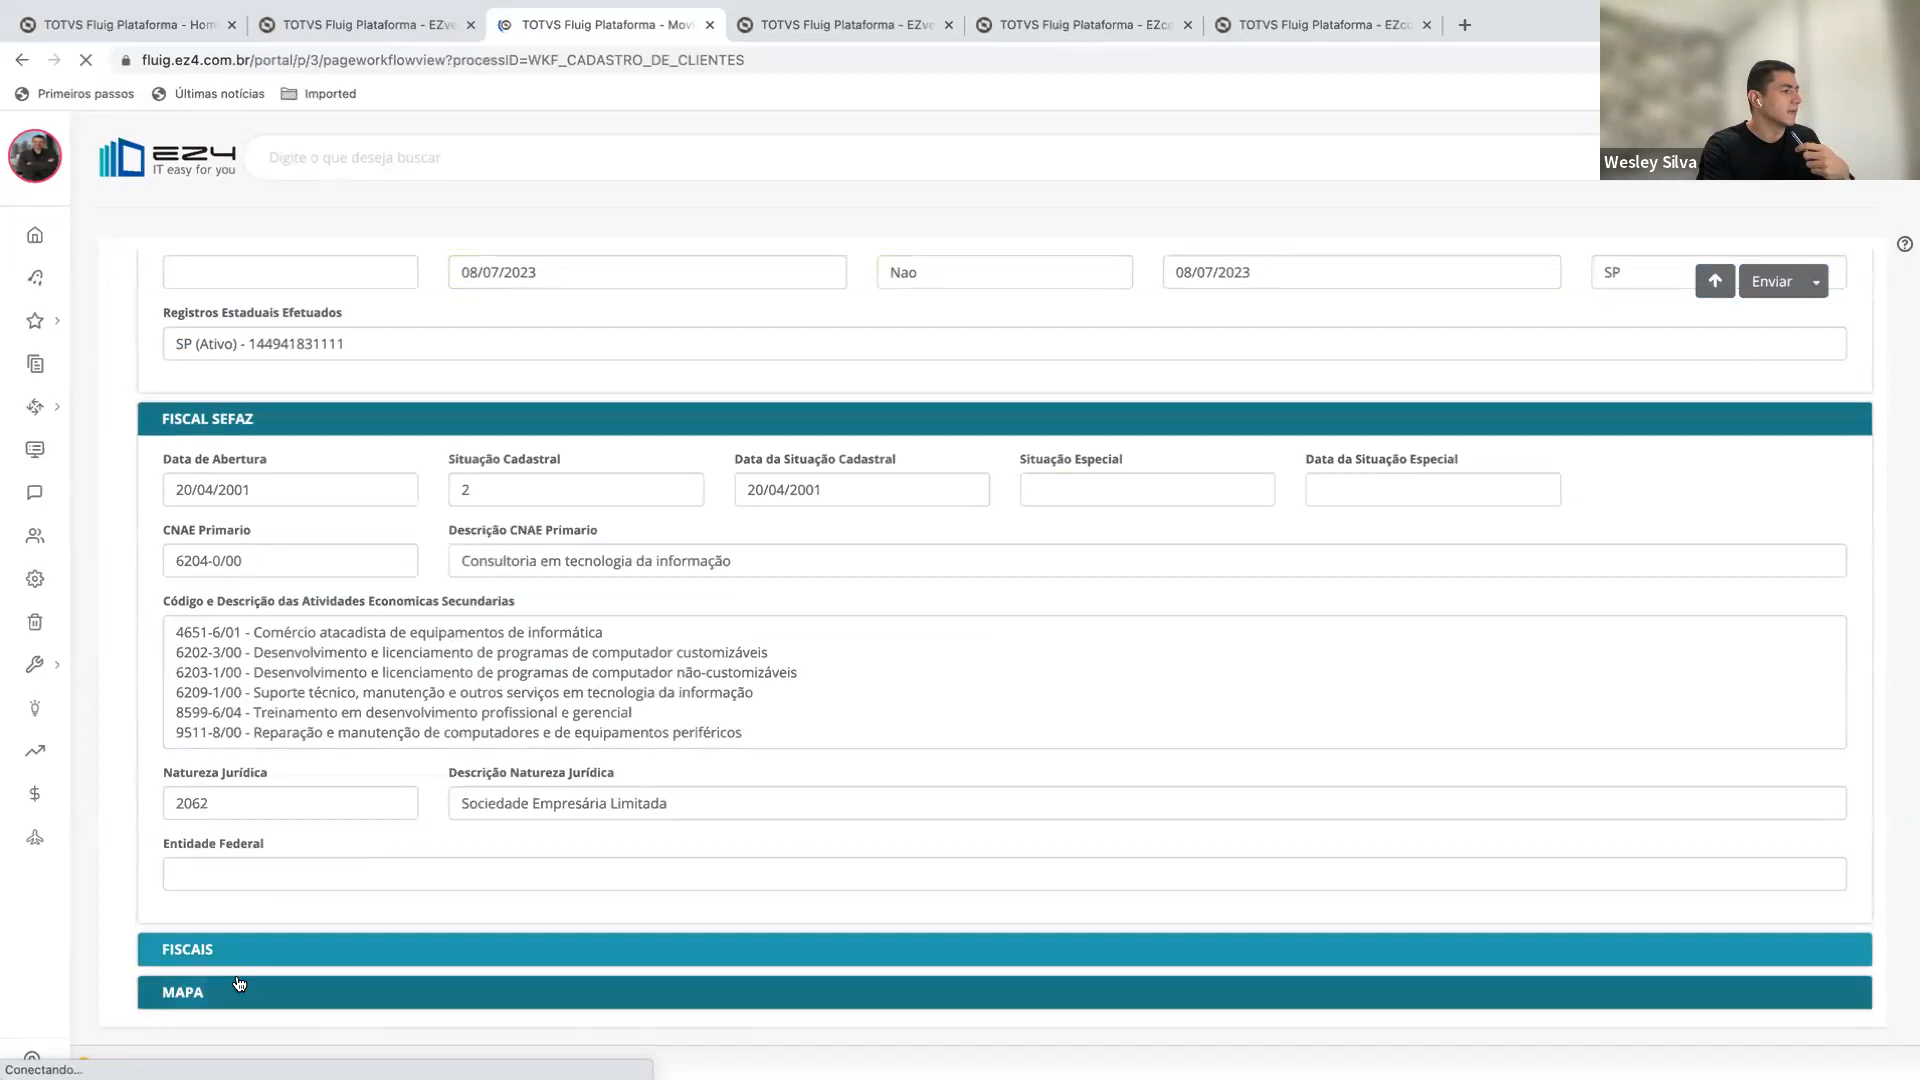 TOTVS Fluig Plataforma - Hom
TOTVS Fluig Plataforma - EZve
TOTVS Fluig Plataforma - Movi
TOTVS Fluig Plataforma - EZve
TOTVS Fluig Plataforma - EZco
TOTVS Fluig Plataforma - EZco
fluig.ez4.com.br/portal/p/3/pageworkflowview?processID=WKF_CADASTRO_DE_CLIENTES
Primeiros passos
Últimas notícias
Imported
EZ4
IT easy for you
Digite o que deseja buscar
Wesley Silva
08/07/2023
Nao
08/07/2023
SP
Enviar
Registros Estaduais Efetuados
SP (Ativo) - 144941831111
FISCAL SEFAZ
Data de Abertura
Situação Cadastral
Data da Situação Cadastral
Situação Especial
Data da Situação Especial
20/04/2001
2
20/04/2001
CNAE Primario
Descrição CNAE Primario
6204-0/00
Consultoria em tecnologia da informação
Código e Descrição das Atividades Economicas Secundarias
4651-6/01 - Comércio atacadista de equipamentos de informática
6202-3/00 - Desenvolvimento e licenciamento de programas de computador customizáveis
6203-1/00 - Desenvolvimento e licenciamento de programas de computador não-customizáveis
6209-1/00 - Suporte técnico, manutenção e outros serviços em tecnologia da informação
8599-6/04 - Treinamento em desenvolvimento profissional e gerencial
9511-8/00 - Reparação e manutenção de computadores e de equipamentos periféricos
Natureza Jurídica
Descrição Natureza Jurídica
2062
Sociedade Empresária Limitada
Entidade Federal
FISCAIS
MAPA
Conectando...